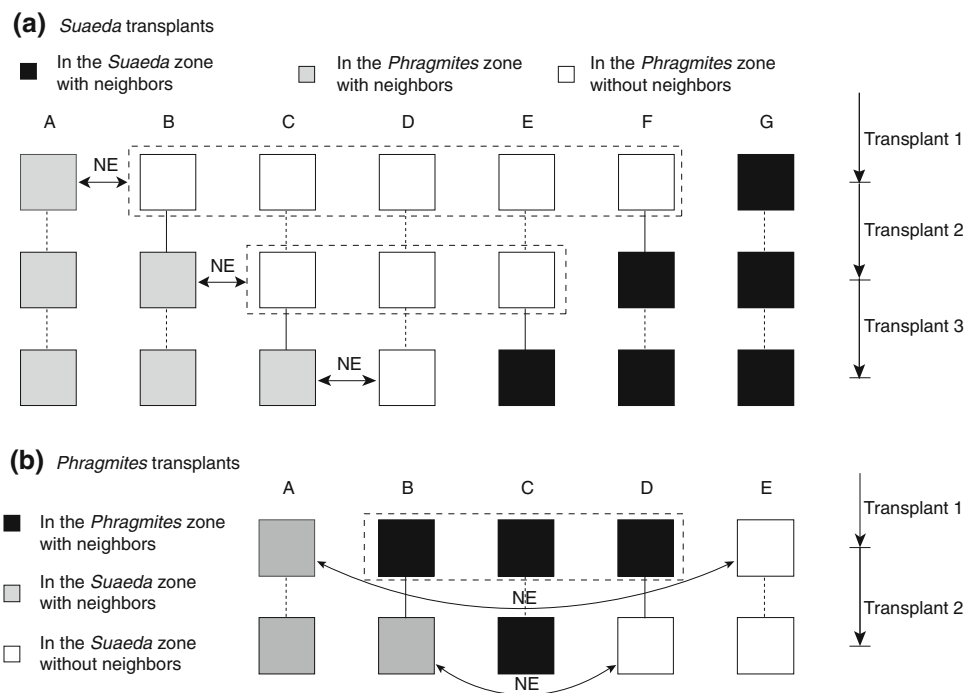 (a) Suaeda transplants
In the Suaeda zone
with neighbors
In the Phragmites zone
with neighbors
In the Phragmites zone
without neighbors
A B C D E F G
Transplant 1
NE
Transplant 2
NE
Transplant 3
NE
(b) Phragmites transplants
A B C D E
Transplant 1
In the Phragmites zone
with neighbors
In the Suaeda zone
with neighbors
NE
Transplant 2
In the Suaeda zone
without neighbors
NE